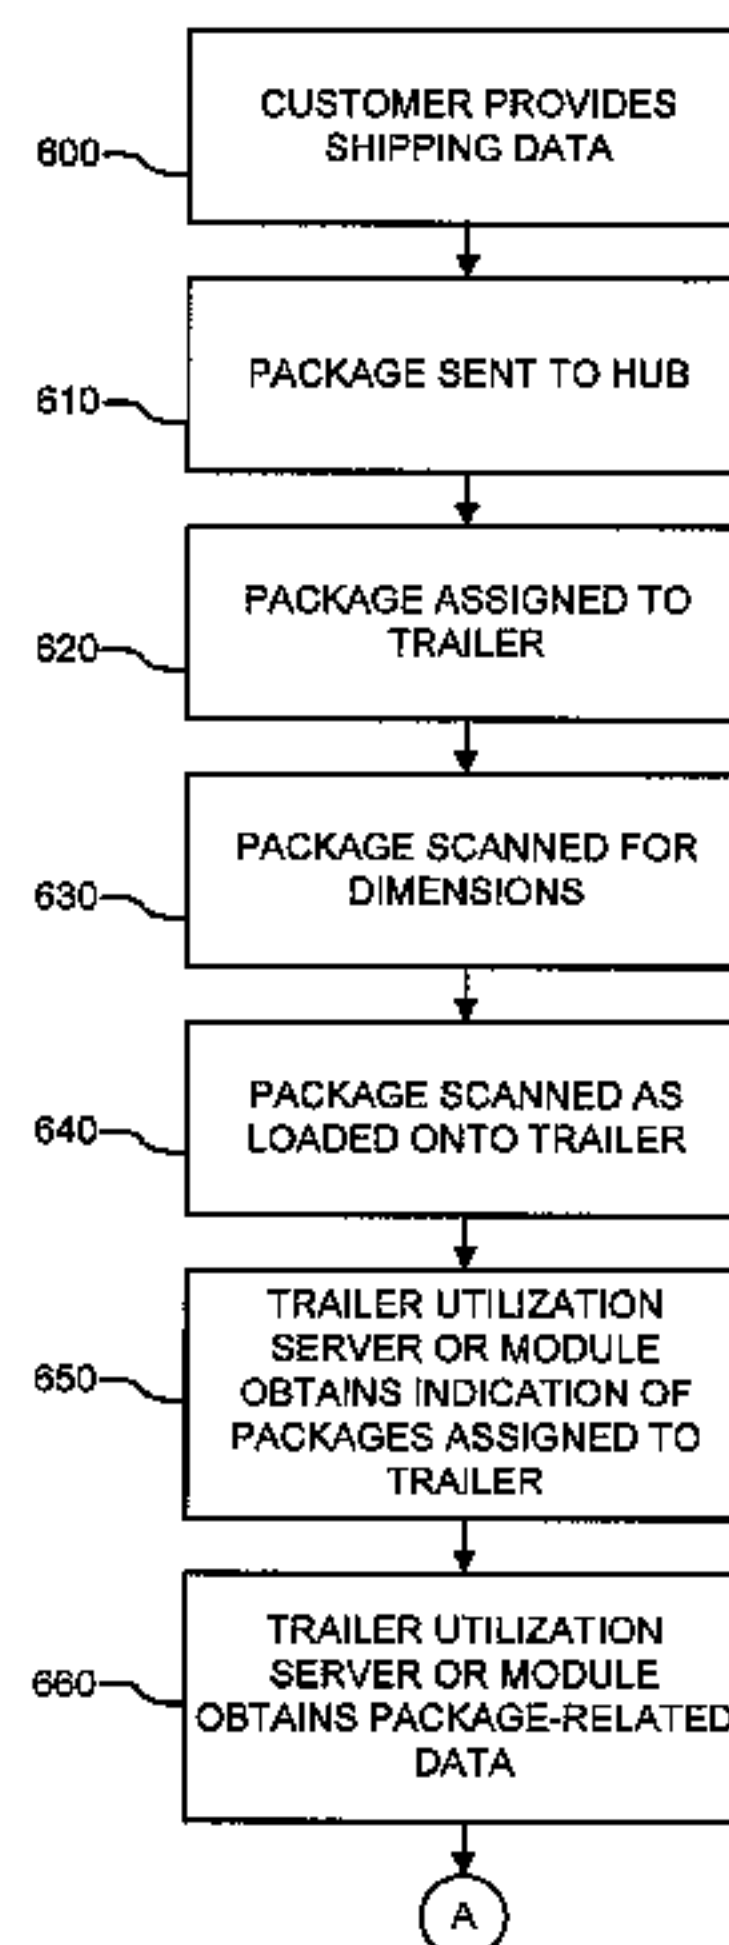 600
CUSTOMER PROVIDES
SHIPPING DATA
610
PACKAGE SENT TO HUB
620
PACKAGE ASSIGNED TO
TRAILER
630
PACKAGE SCANNED FOR
DIMENSIONS
640
PACKAGE SCANNED AS
LOADED ONTO TRAILER
650
TRAILER UTILIZATION
SERVER OR MODULE
OBTAINS INDICATION OF
PACKAGES ASSIGNED TO
TRAILER
660
TRAILER UTILIZATION
SERVER OR MODULE
OBTAINS PACKAGE-RELATED
DATA
A